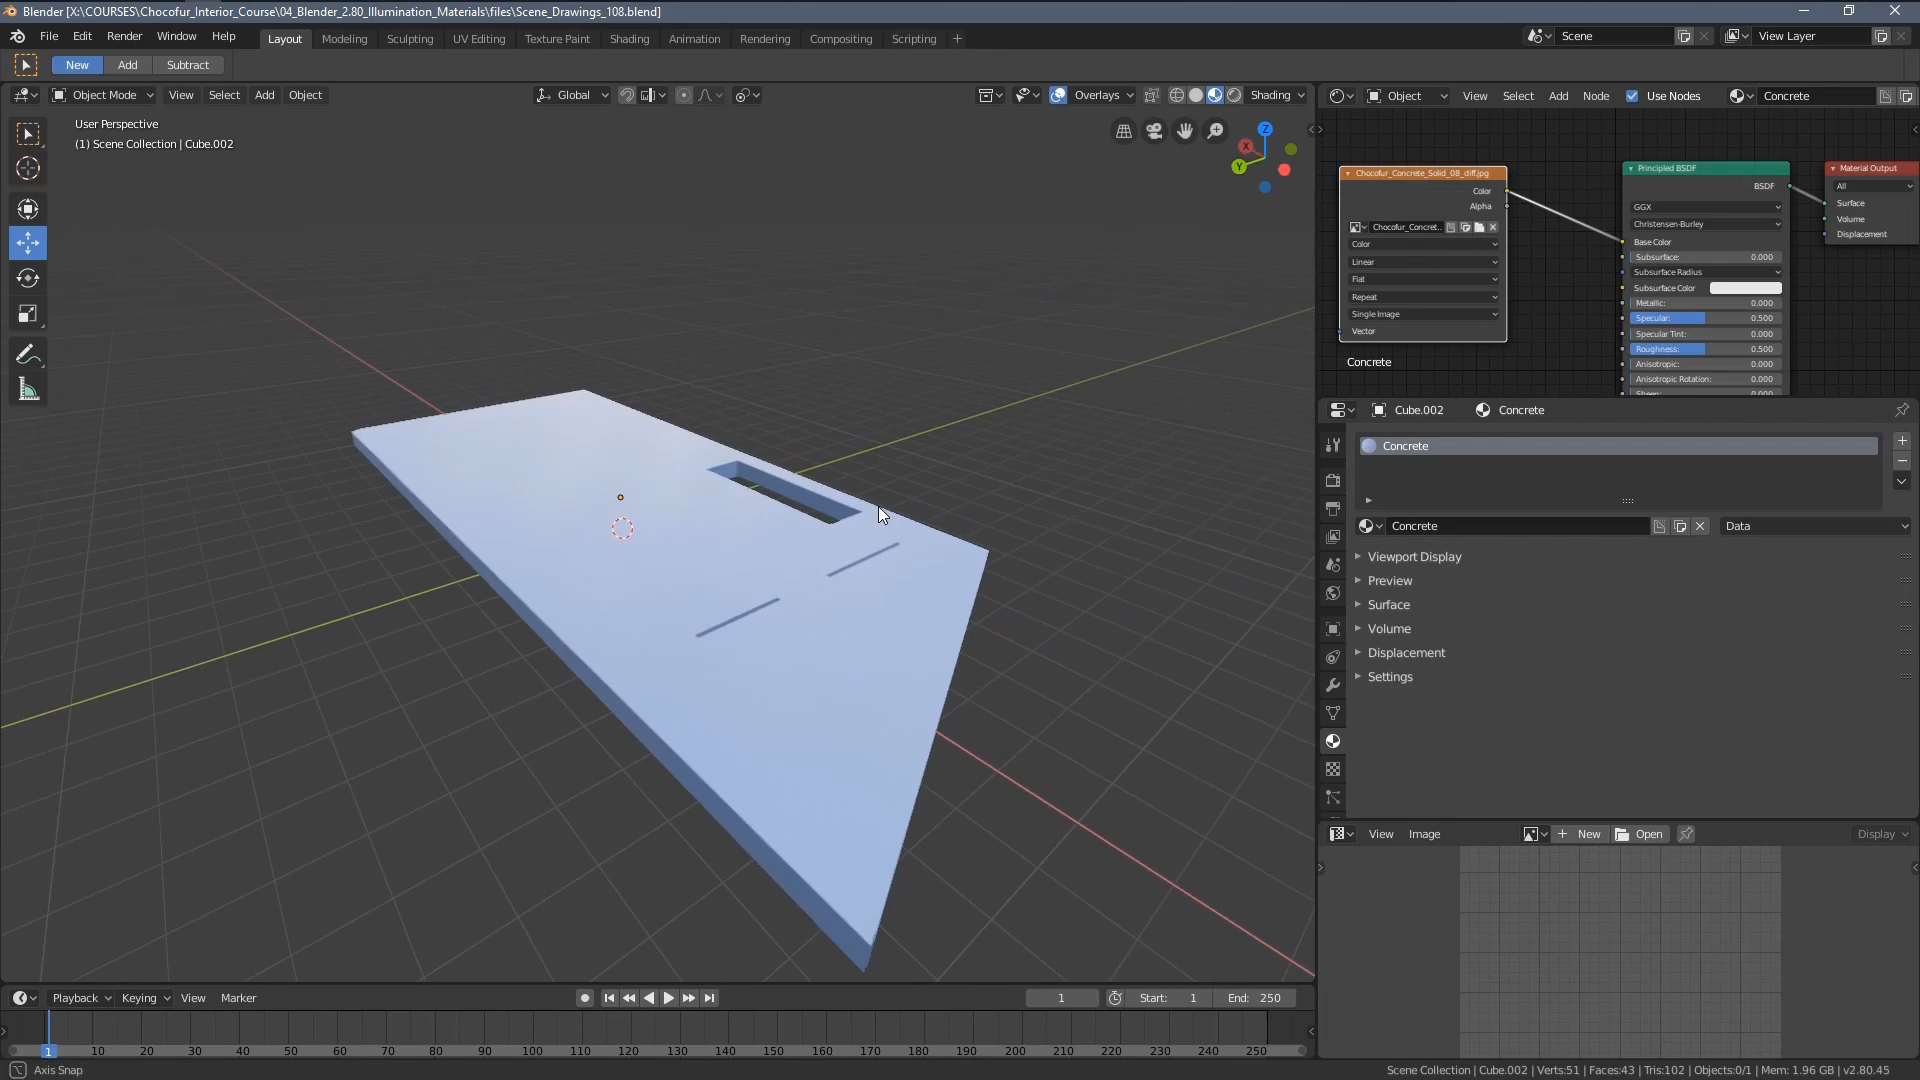 Blender [X:\COURSES\Chocofur_Interior_Course\04_Blender_2.80_Illumination_Materials\files\Scene_Drawings_108.blend]
File Edit Render Window Help Layout Modeling Sculpting UV Editing Texture Paint Shading Animation Rendering Compositing Scripting + Scene View Layer
New Add Subtract
Object Mode View Select Add Object Global Overlays Shading
Object View Select Add Node Use Nodes Concrete
User Perspective
(1) Scene Collection | Cube.002
Z
X
Y
Chocofur_Concrete_Solid_08_diff.jpg
Color
Alpha
Chocofur_Concret...
Color
Linear
Flat
Repeat
Single Image
Vector
Concrete
Principled BSDF
BSDF
GGX
Christensen-Burley
Base Color
Subsurface: 0.000
Subsurface Radius
Subsurface Color
Metallic: 0.000
Specular: 0.500
Specular Tint: 0.000
Roughness: 0.500
Anisotropic: 0.000
Anisotropic Rotation: 0.000
Material Output
All
Surface
Volume
Displacement
Cube.002 Concrete
Concrete
Concrete Data
Viewport Display
Preview
Surface
Volume
Displacement
Settings
View Image New Open Display
Playback Keying View Marker 1 Start: 1 End: 250
1 10 20 30 40 50 60 70 80 90 100 110 120 130 140 150 160 170 180 190 200 210 220 230 240 250
Axis Snap
Scene Collection | Cube.002 | Verts:51 | Faces:43 | Tris:102 | Objects:0/1 | Mem: 1.96 GB | v2.80.45